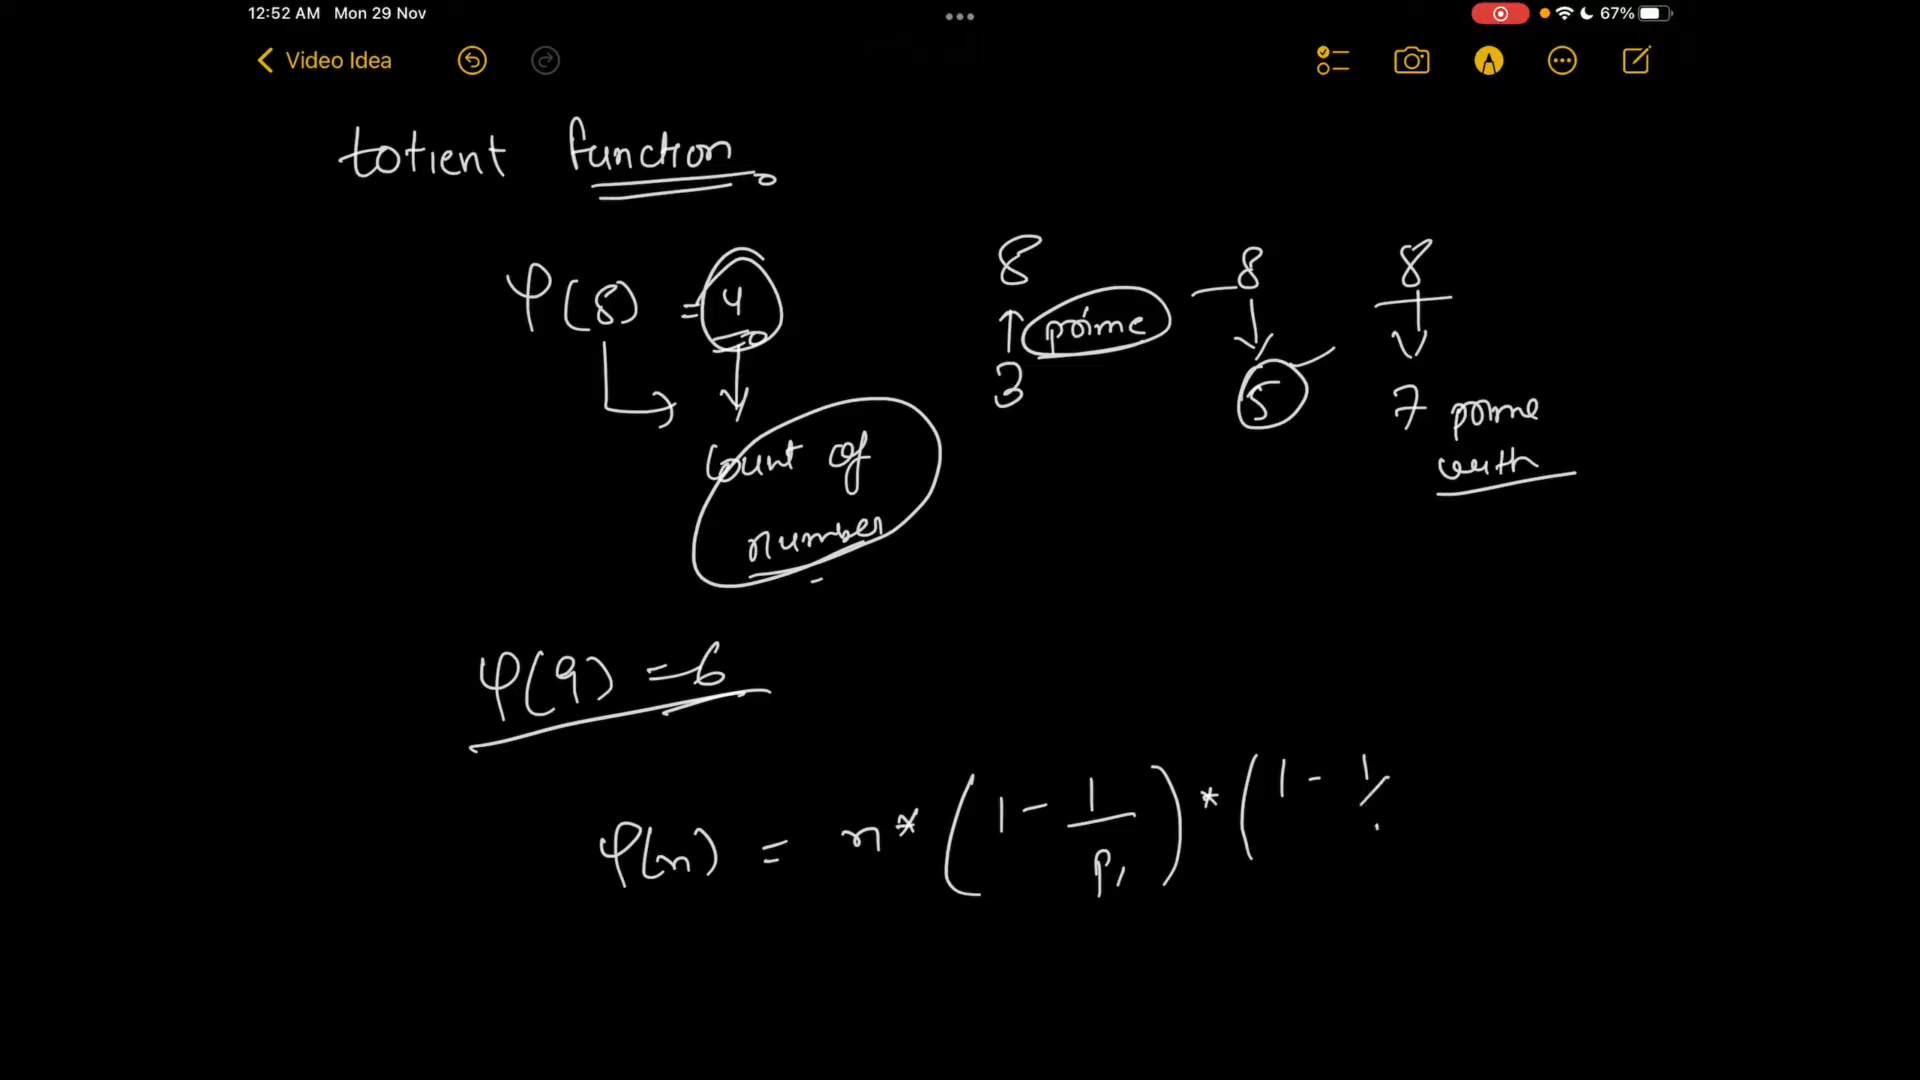 12:52 AM Mon 29 Nov
67%
Video Idea
totient function
φ(8) = 4
count of
number
8
↑ prime
3
8
↓
5
8
↓
7 prime
with
φ(9) = 6
φ(n) = n * (1 - 1/p₁) * (1 - 1/